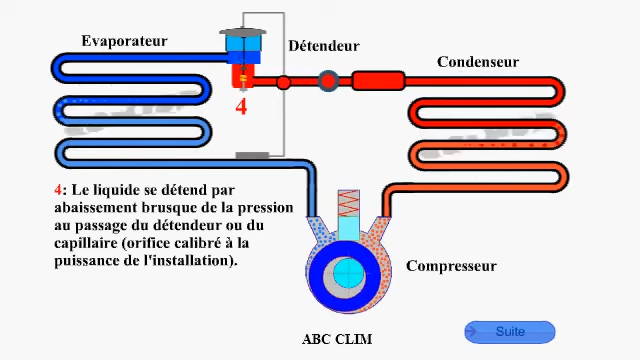 Evaporateur
Détendeur
Condenseur
4
4: Le liquide se détend par
abaissement brusque de la pression
au passage du détendeur ou du
capillaire (orifice calibré à la
puissance de l'installation).
Compresseur
ABC CLIM
Suite